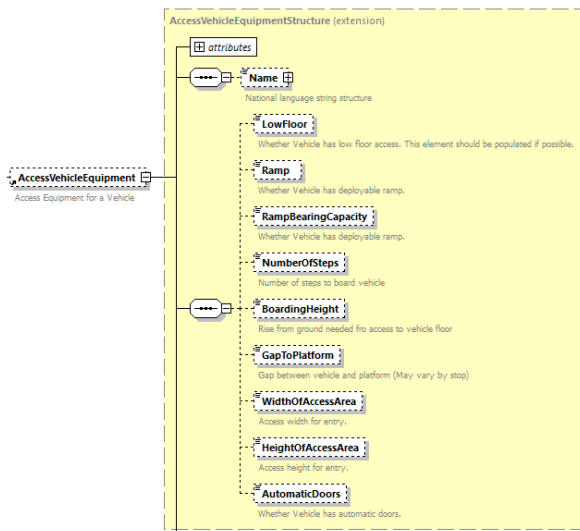 AccessVehicleEquipmentStructure (extension)
attributes
Name
National language string structure
LowFloor
Whether Vehicle has low floor access. This element should be populated if possible.
Ramp
Whether Vehicle has deployable ramp.
AccessVehicleEquipment
Access Equipment for a Vehicle
RampBearingCapacity
Whether Vehicle has deployable ramp.
NumberOfSteps
Number of steps to board vehicle
BoardingHeight
Rise from ground needed fro access to vehicle floor
GapToPlatform
Gap between vehicle and platform (May vary by stop)
WidthOfAccessArea
Access width for entry.
HeightOfAccessArea
Access height for entry.
AutomaticDoors
Whether Vehicle has automatic doors.